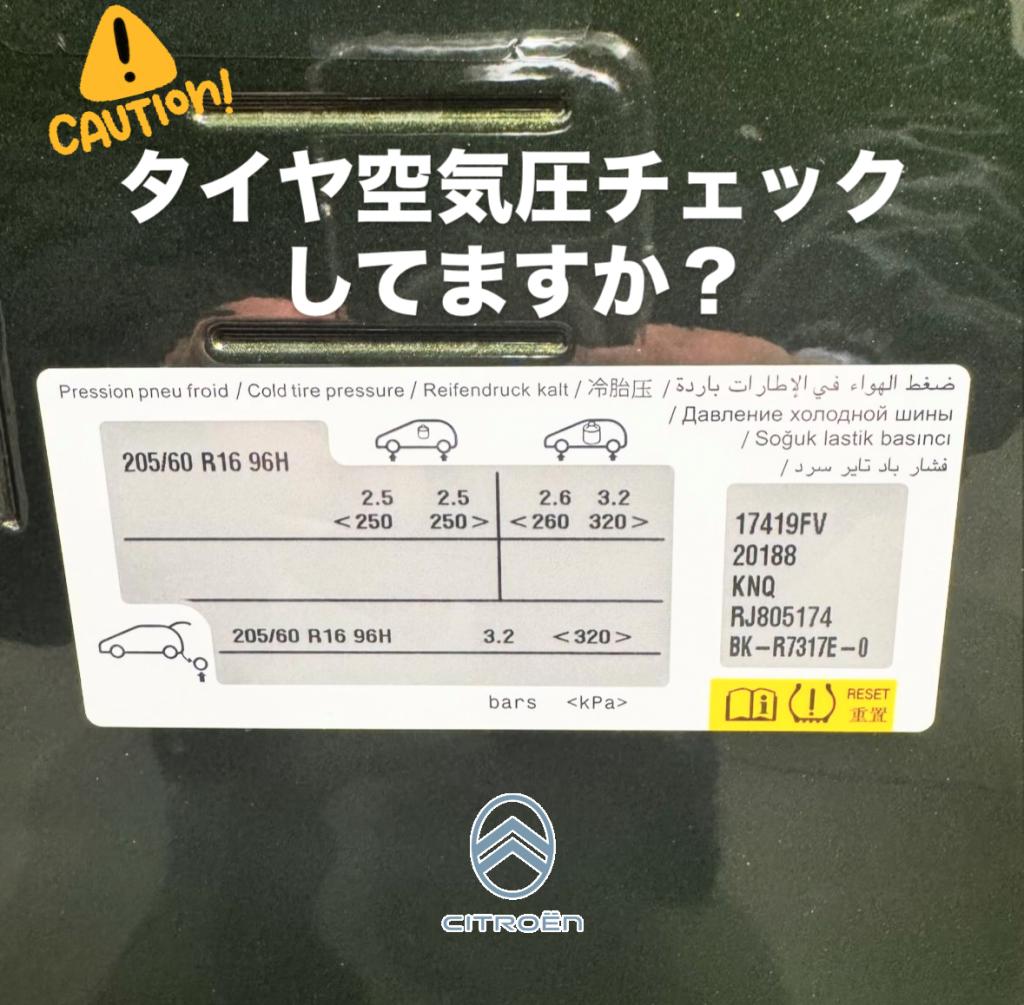 CAUTION!
タイヤ空気圧チェック
してますか？
Pression pneu froid / Cold tire pressure / Reifendruck kalt / 冷胎压 / ضغط الهواء في الإطارات باردة
/ Давление холодной шины
/ Soğuk lastik basıncı
/ فشار باد تایر سرد
205/60 R16 96H
2.5 2.5 2.6 3.2
<250 250> <260 320>
205/60 R16 96H 3.2 <320>
bars <kPa>
17419FV
20188
KNQ
RJ805174
BK-R7317E-0
RESET
重置
CITROËN